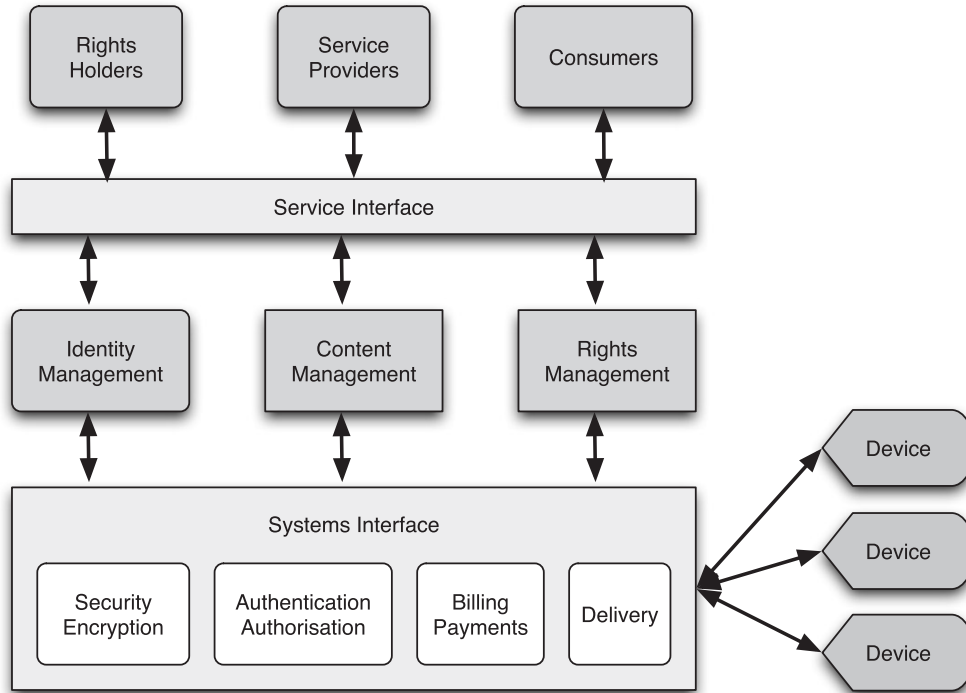 Rights
Holders
Service
Providers
Consumers
Service Interface
Identity
Management
Content
Management
Rights
Management
Device
Systems Interface
Device
Security
Encryption
Authentication
Authorisation
Billing
Payments
Delivery
Device